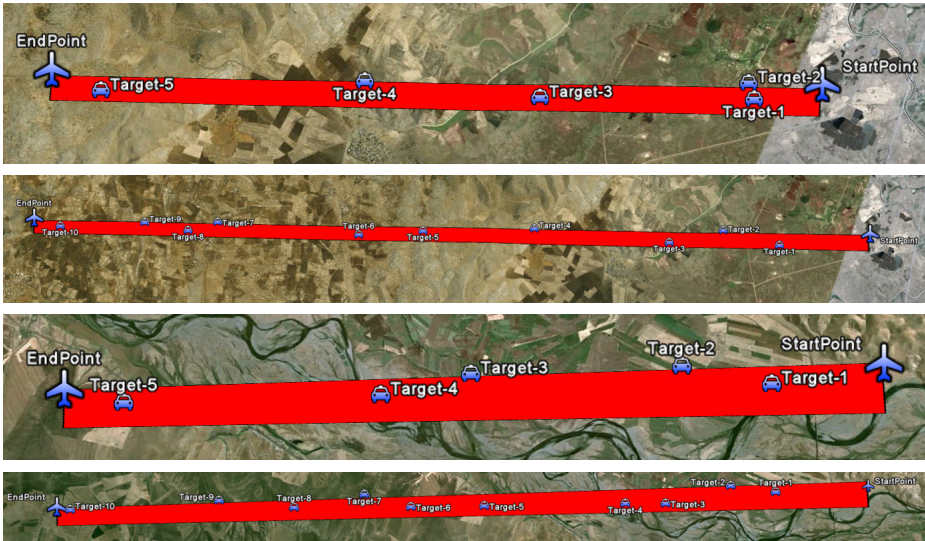 EndPoint
StartPoint
Target-5
Target-4
Target-3
Target-2
Target-1
EndPoint
Target-10
Target-9
Target-8
Target-7
Target-6
Target-5
Target-4
Target-3
Target-2
Target-1
StartPoint
EndPoint
Target-5
Target-4
Target-3
Target-2
Target-1
StartPoint
EndPoint
Target-10
Target-9
Target-8
Target-7
Target-6
Target-5
Target-4
Target-3
Target-2
Target-1
StartPoint